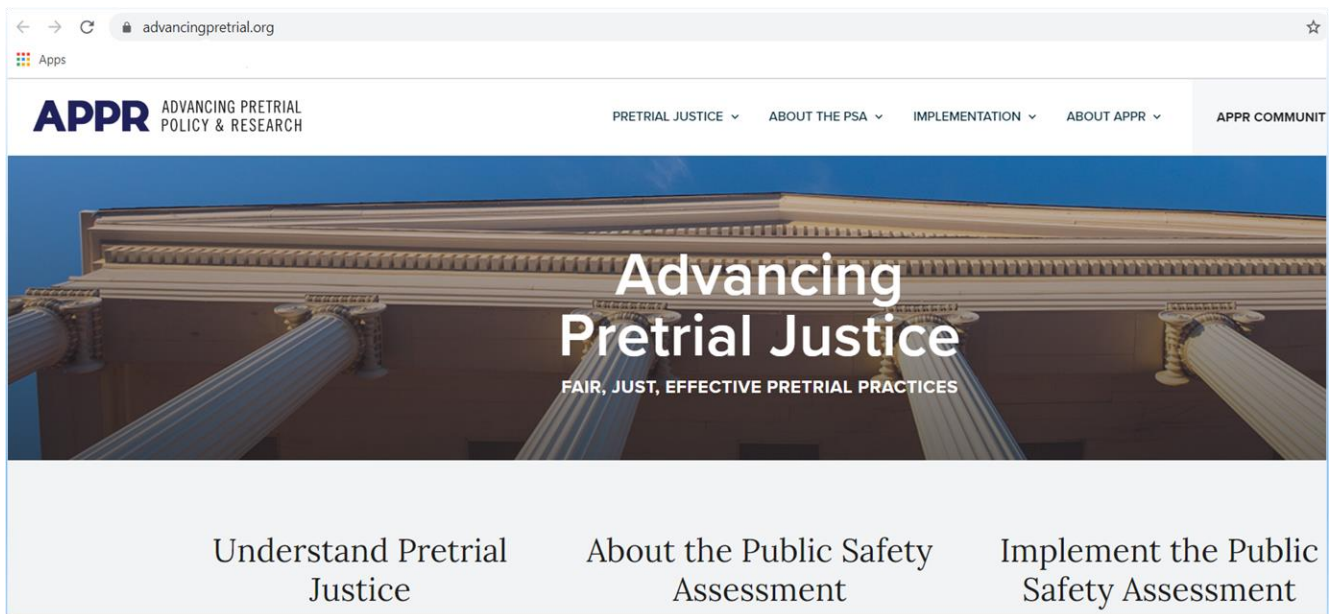 advancingpretrial.org
Apps
APPR ADVANCING PRETRIAL
POLICY & RESEARCH
PRETRIAL JUSTICE ABOUT THE PSA IMPLEMENTATION ABOUT APPR APPR COMMUNIT
Advancing
Pretrial Justice
FAIR, JUST, EFFECTIVE PRETRIAL PRACTICES
Understand Pretrial
Justice
About the Public Safety
Assessment
Implement the Public
Safety Assessment